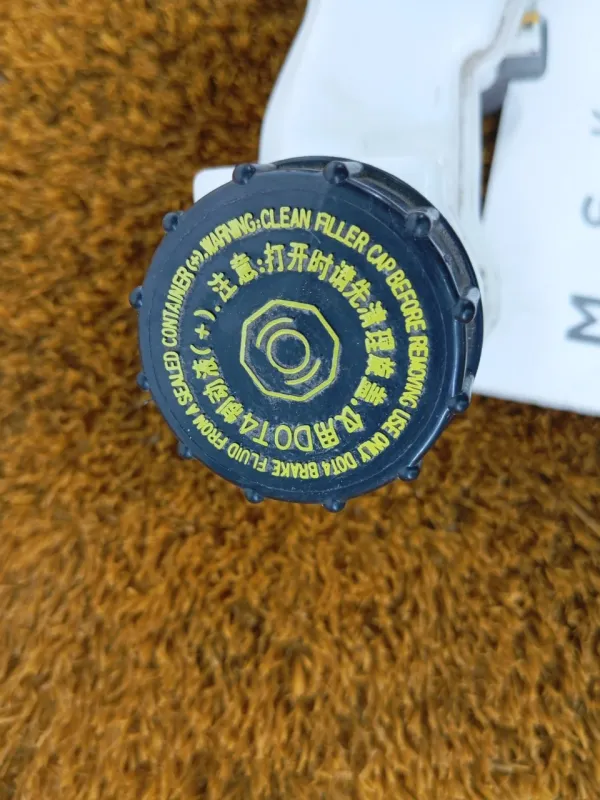 WARNING:CLEAN FILLER CAP BEFORE REMOVING USE ONLY DOT4 BRAKE FLUID FROM A SEALED CONTAINER(+).
注意:打开时请先清理旋盖,仅用DOT4制动液(+).
M S K